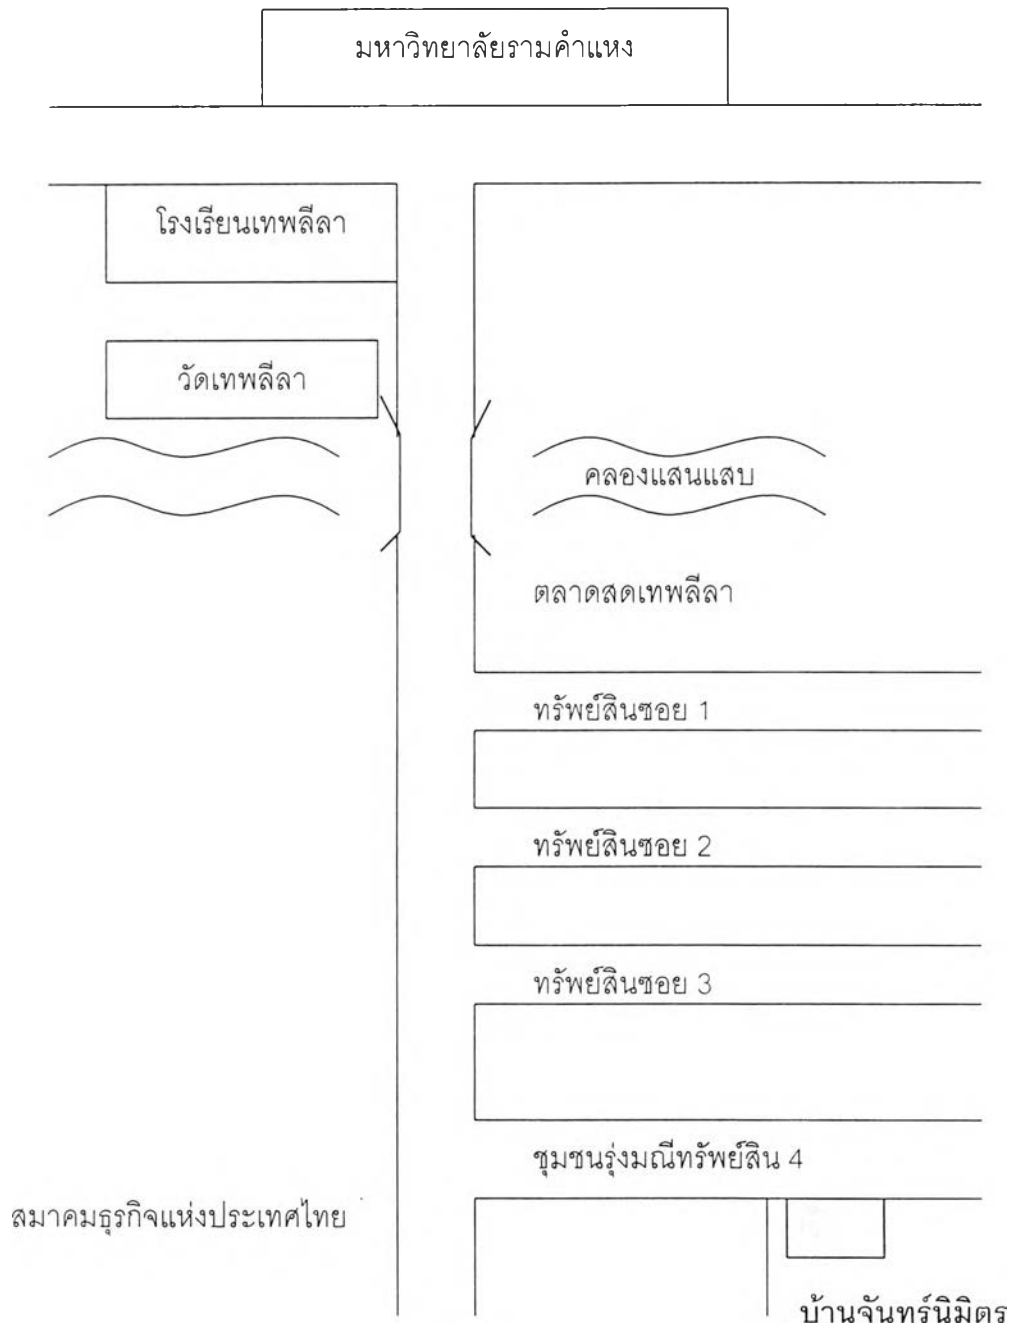 มหาวิทยาลัยรามคำแหง
โรงเรียนเทพลีลา
วัดเทพลีลา
คลองแสนแสบ
ตลาดสดเทพลีลา
ทรัพย์สินซอย 1
ทรัพย์สินซอย 2
ทรัพย์สินซอย 3
ชุมชนรุ่งมณีทรัพย์สิน 4
สมาคมธุรกิจแห่งประเทศไทย
บ้านจันทร์นิมิตร